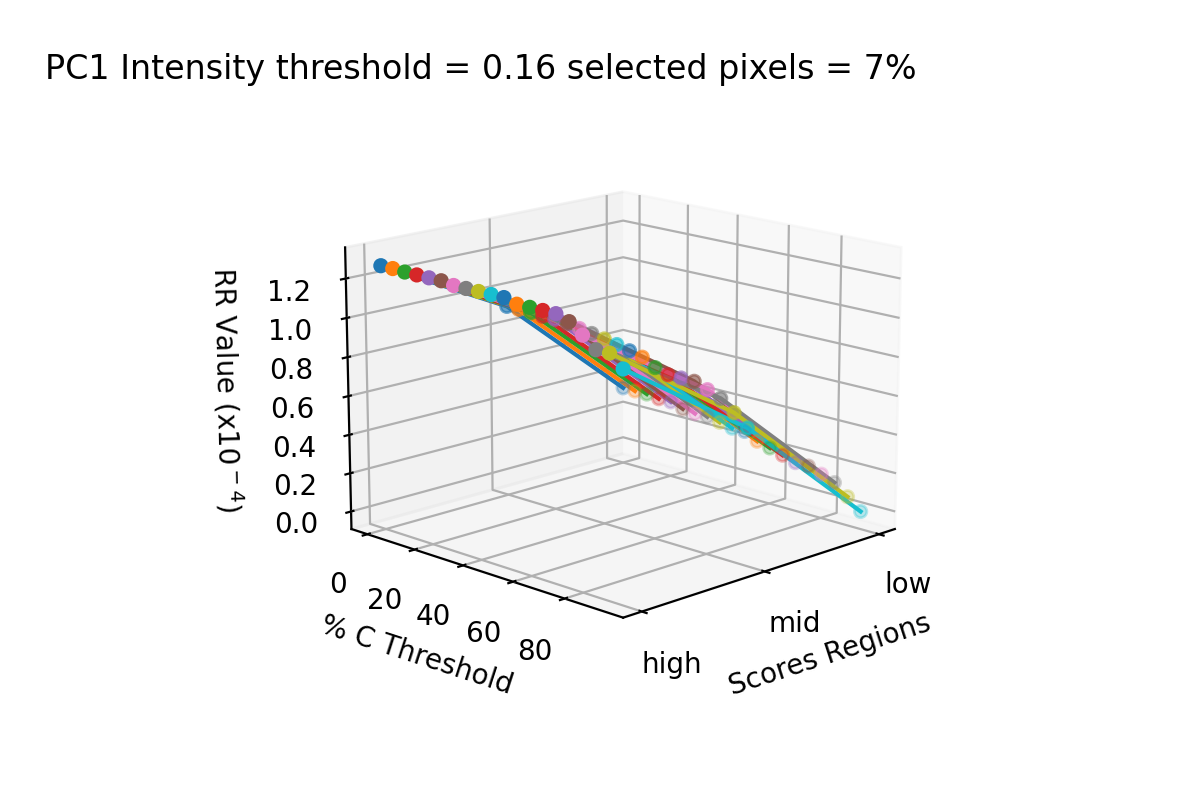 PC1 Intensity threshold = 0.16 selected pixels = 7%
RR Value (x10⁻⁴)
1.2
1.0
0.8
0.6
0.4
0.2
0.0
0
20
40
60
80
% C Threshold
high
mid
low
Scores Regions